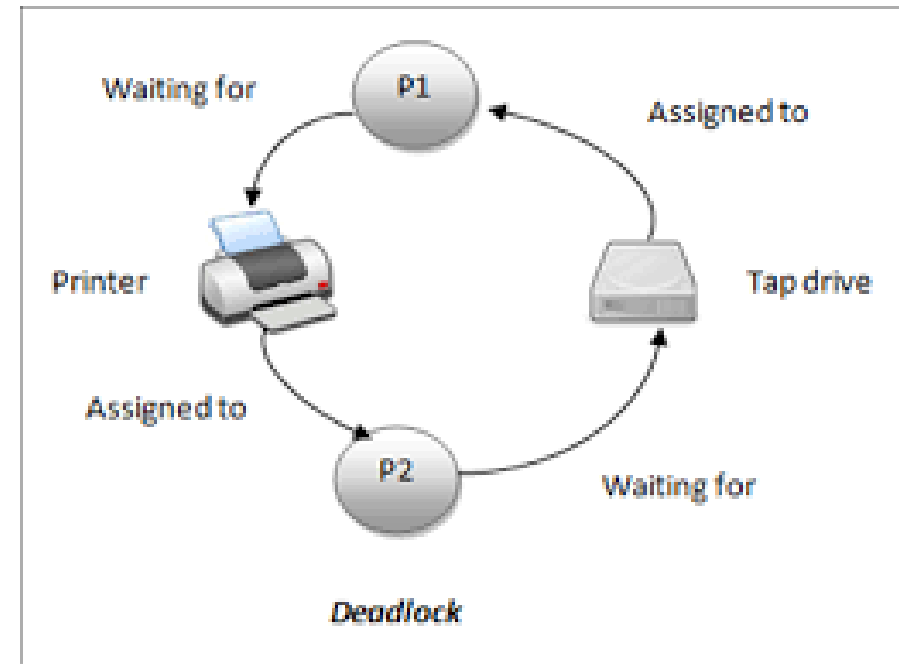 P1
Waiting for
Assigned to
Printer
Tap drive
Assigned to
P2
Waiting for
Deadlock